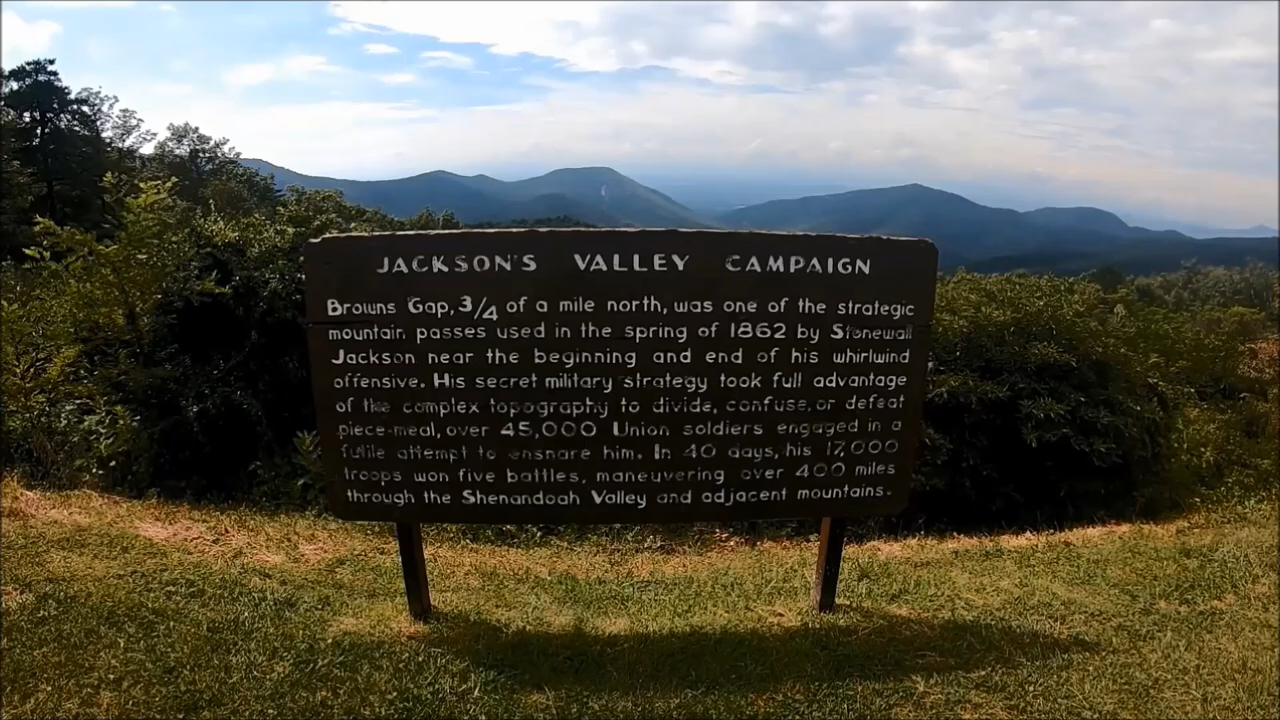 JACKSON'S VALLEY CAMPAIGN
Browns Gap, 3/4 of a mile north, was one of the strategic
mountain passes used in the spring of 1862 by Stonewall
Jackson near the beginning and end of his whirlwind
offensive. His secret military strategy took full advantage
of the complex topography to divide, confuse, or defeat
piece-meal, over 45,000 Union soldiers engaged in a
futile attempt to ensnare him. In 40 days, his 17,000
troops won five battles, maneuvering over 400 miles
through the Shenandoah Valley and adjacent mountains.